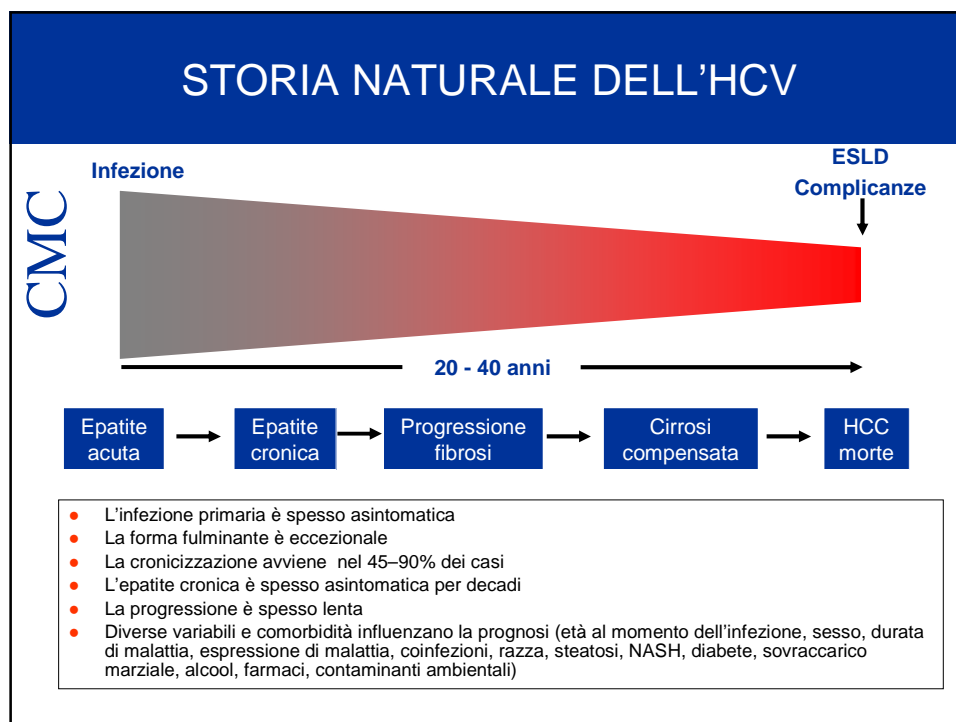 STORIA NATURALE DELL'HCV
CMC
Infezione
ESLD
Complicanze
20 - 40 anni
Epatite
acuta
Epatite
cronica
Progressione
fibrosi
Cirrosi
compensata
HCC
morte
● L'infezione primaria è spesso asintomatica
● La forma fulminante è eccezionale
● La cronicizzazione avviene nel 45–90% dei casi
● L'epatite cronica è spesso asintomatica per decadi
● La progressione è spesso lenta
● Diverse variabili e comorbidità influenzano la prognosi (età al momento dell'infezione, sesso, durata
di malattia, espressione di malattia, coinfezioni, razza, steatosi, NASH, diabete, sovraccarico
marziale, alcool, farmaci, contaminanti ambientali)